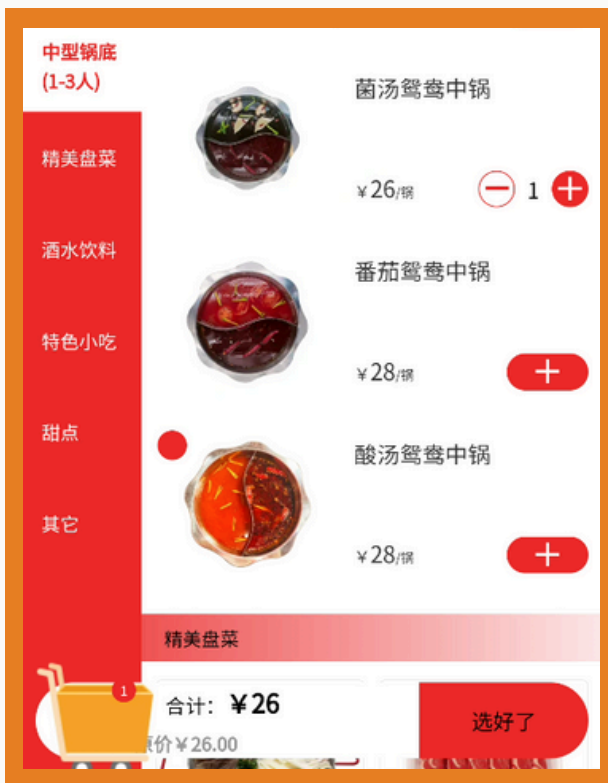 中型锅底
(1-3人)
精美盘菜
酒水饮料
特色小吃
甜点
其它
菌汤鸳鸯中锅
￥26/锅
1
番茄鸳鸯中锅
￥28/锅
酸汤鸳鸯中锅
￥28/锅
精美盘菜
1
合计：￥26
原价￥26.00
选好了